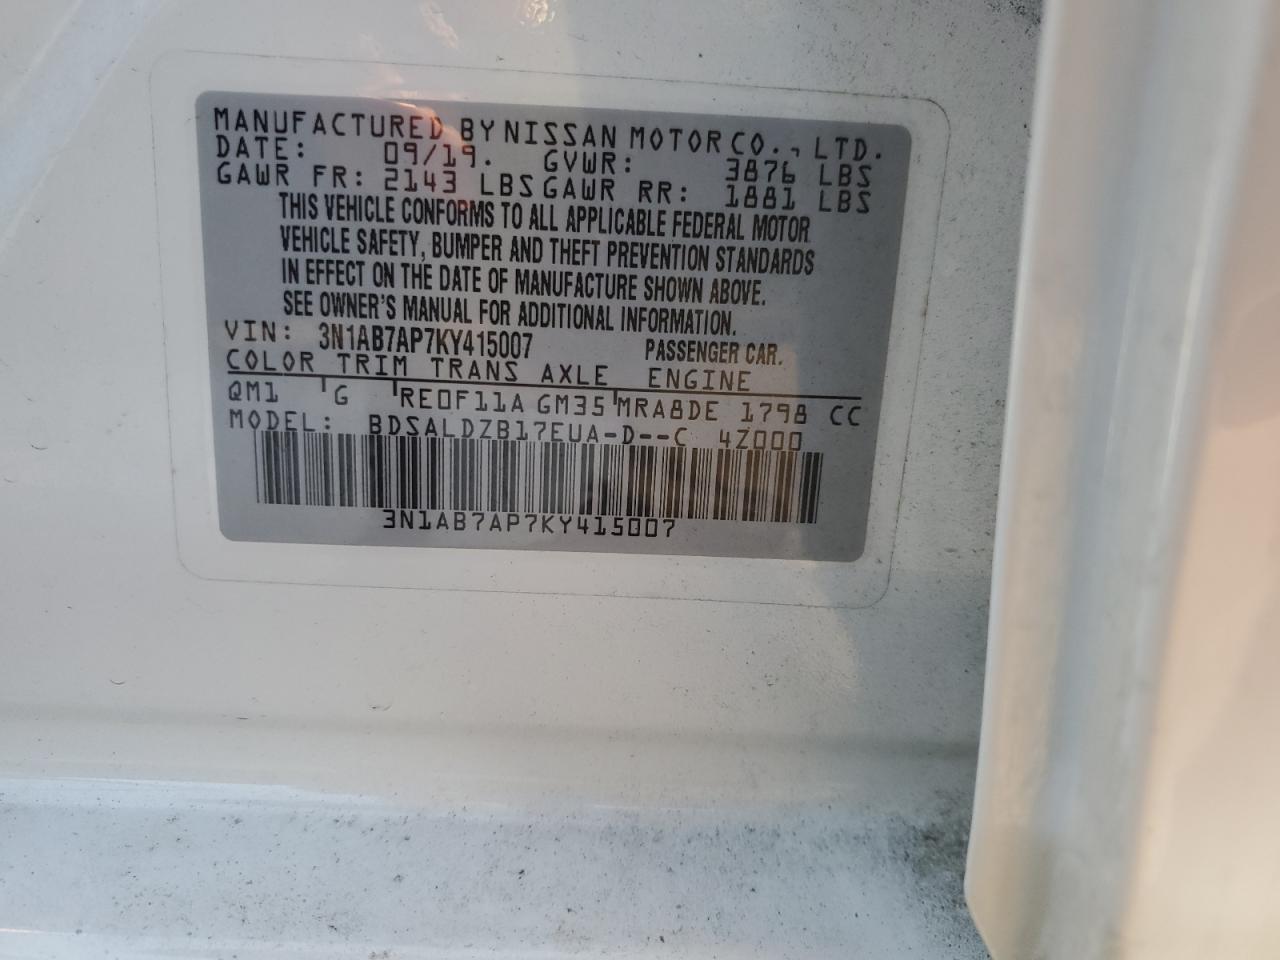 MANUFACTURED BY NISSAN MOTOR CO., LTD.
DATE: 09/19. GVWR: 3876 LBS
GAWR FR: 2143 LBS GAWR RR: 1881 LBS
THIS VEHICLE CONFORMS TO ALL APPLICABLE FEDERAL MOTOR
VEHICLE SAFETY, BUMPER AND THEFT PREVENTION STANDARDS
IN EFFECT ON THE DATE OF MANUFACTURE SHOWN ABOVE.
SEE OWNER'S MANUAL FOR ADDITIONAL INFORMATION.
VIN: 3N1AB7AP7KY415007 PASSENGER CAR.
COLOR TRIM TRANS AXLE ENGINE
QM1 G RE0F11A GM35 MRA8DE 1798 CC
MODEL: BDSALDZB17EUA-D--C 4Z000
3N1AB7AP7KY415007